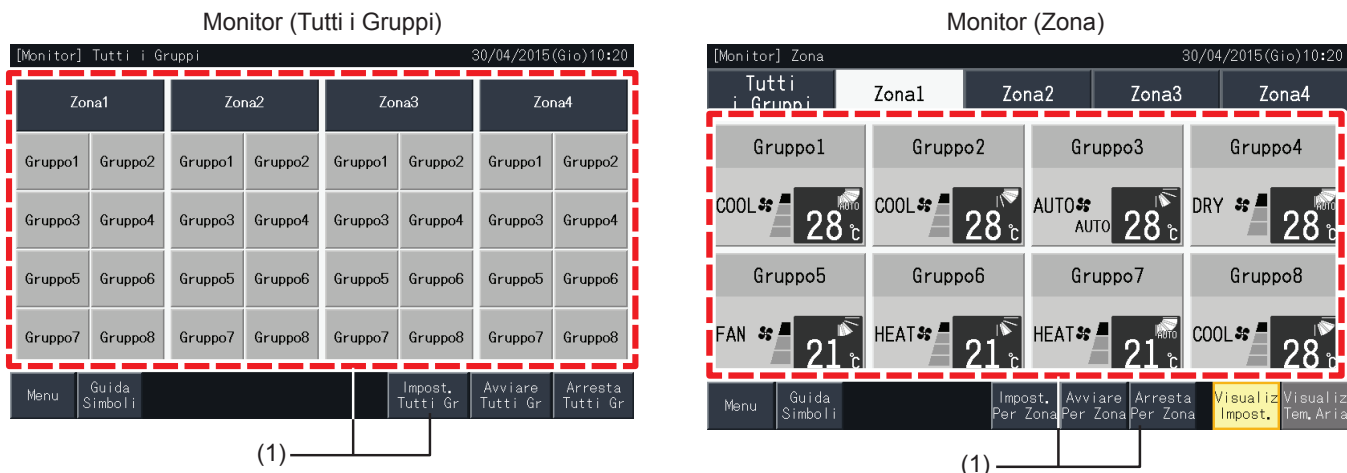 Monitor (Tutti i Gruppi)
[Monitor] Tutti i Gruppi 30/04/2015(Gio)10:20
Zona1 Zona2 Zona3 Zona4
Gruppo1 Gruppo2 Gruppo1 Gruppo2 Gruppo1 Gruppo2 Gruppo1 Gruppo2
Gruppo3 Gruppo4 Gruppo3 Gruppo4 Gruppo3 Gruppo4 Gruppo3 Gruppo4
Gruppo5 Gruppo6 Gruppo5 Gruppo6 Gruppo5 Gruppo6 Gruppo5 Gruppo6
Gruppo7 Gruppo8 Gruppo7 Gruppo8 Gruppo7 Gruppo8 Gruppo7 Gruppo8
Menu Guida Impost. Avviare Arresta
Simboli Tutti Gr Tutti Gr Tutti Gr
(1)
Monitor (Zona)
[Monitor] Zona 30/04/2015(Gio)10:20
Tutti
i Gruppi Zona1 Zona2 Zona3 Zona4
Gruppo1 Gruppo2 Gruppo3 Gruppo4
COOL AUTO 28℃ COOL 28℃ AUTO AUTO 28℃ DRY AUTO 28℃
Gruppo5 Gruppo6 Gruppo7 Gruppo8
FAN 21℃ HEAT 21℃ HEAT AUTO 21℃ COOL 28℃
Menu Guida Impost. Avviare Arresta Visualiz Visualiz
Simboli Per Zona Per Zona Per Zona Impost. Tem.Aria
(1)